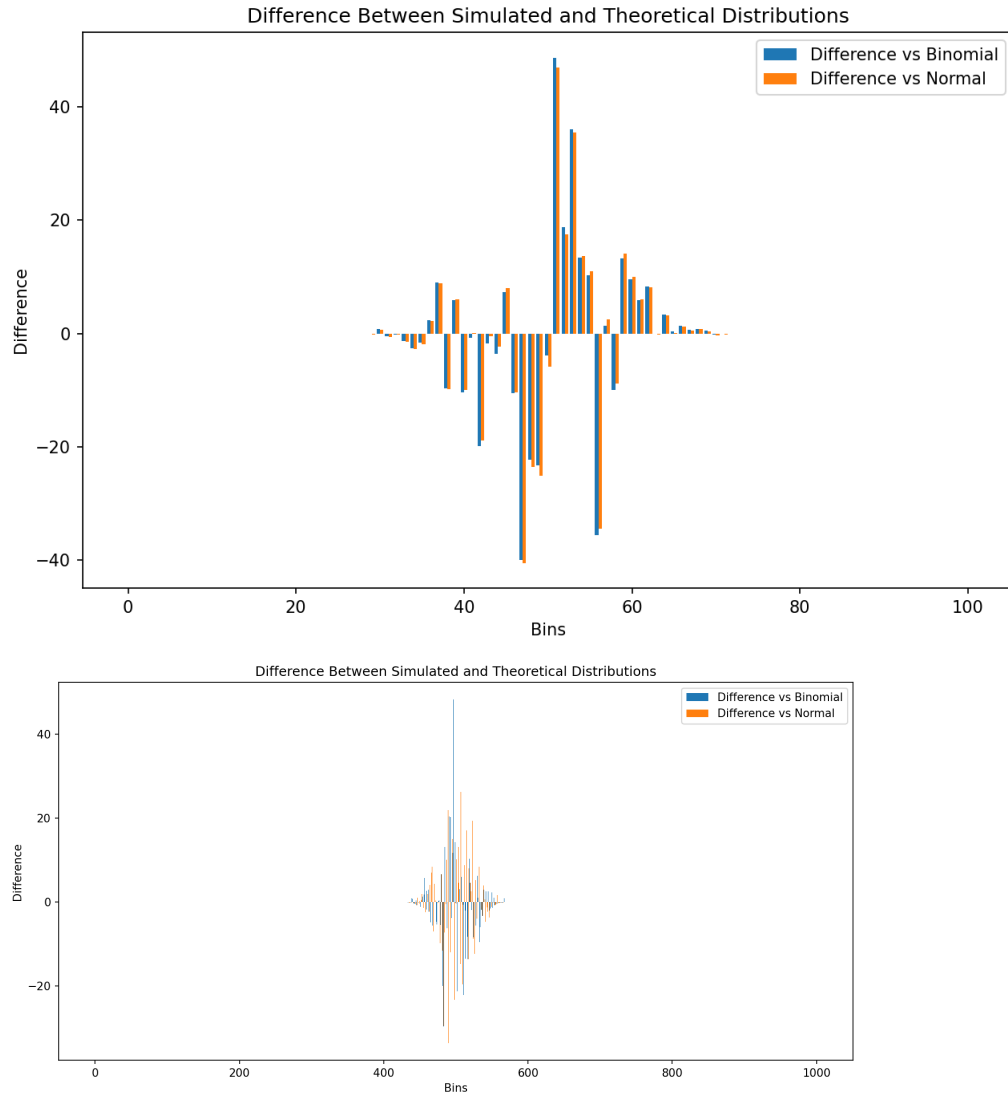 Difference Between Simulated and Theoretical Distributions
Difference vs Binomial
Difference vs Normal
40
20
0
−20
−40
Difference
0 20 40 60 80 100
Bins
Difference Between Simulated and Theoretical Distributions
Difference vs Binomial
Difference vs Normal
40
20
0
−20
Difference
0 200 400 600 800 1000
Bins